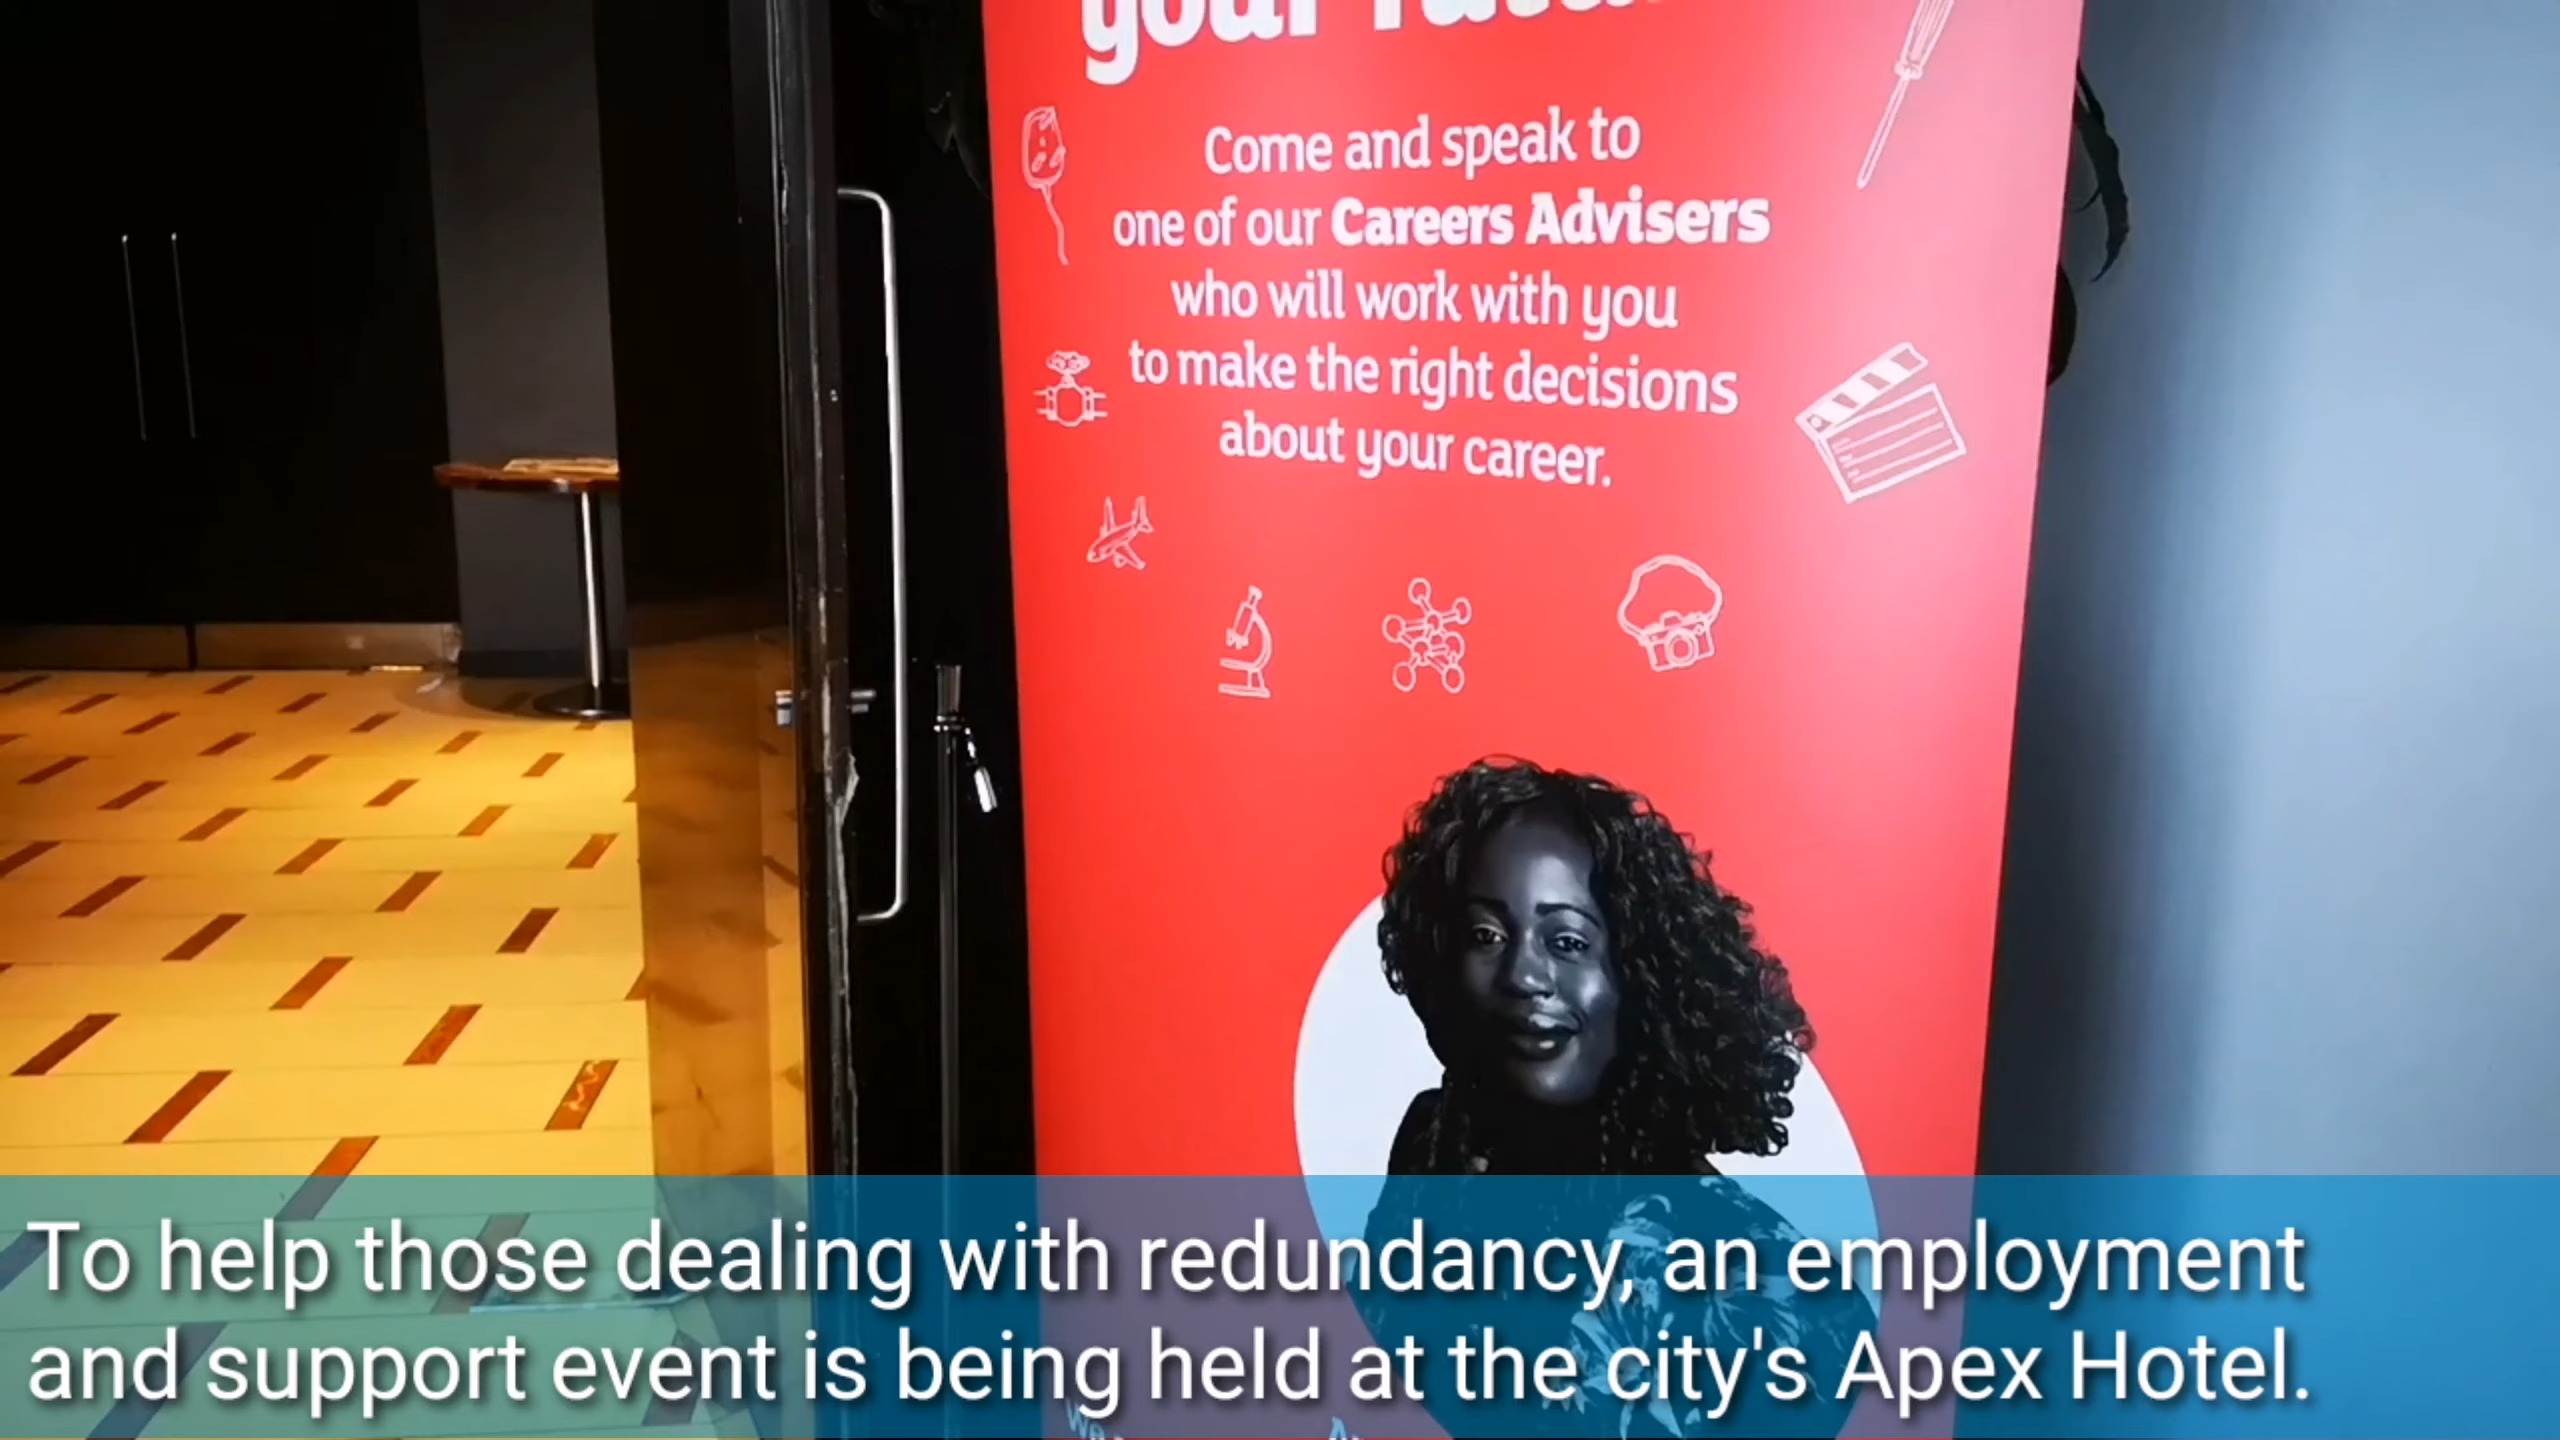 your
Come and speak to
one of our Careers Advisers
who will work with you
to make the right decisions
about your career.
To help those dealing with redundancy, an employment
and support event is being held at the city's Apex Hotel.